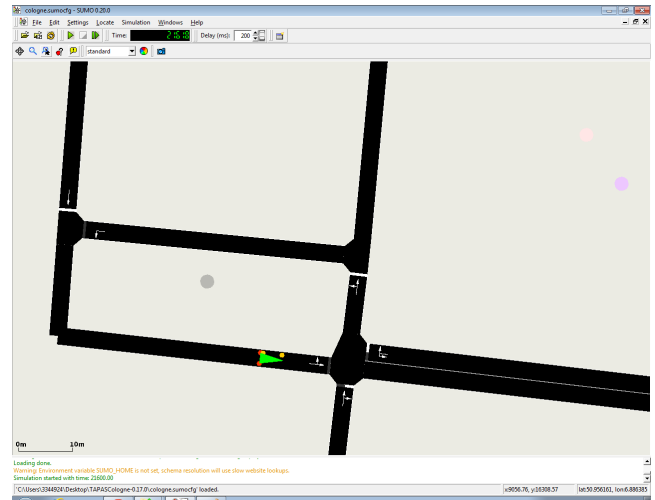 cologne.sumocfg - SUMO 0.20.0
File Edit Settings Locate Simulation Windows Help
Time: Delay (ms): 200
standard
0m 10m
Loading done.
Warning: Environment variable SUMO_HOME is not set, schema resolution will use slow website lookups.
Simulation started with time: 21600.00
'C:\Users\3344924\Desktop\TAPASCologne-0.17.0\cologne.sumocfg' loaded.
x:9056.76, y:16308.57
lat:50.956161, lon:6.886385